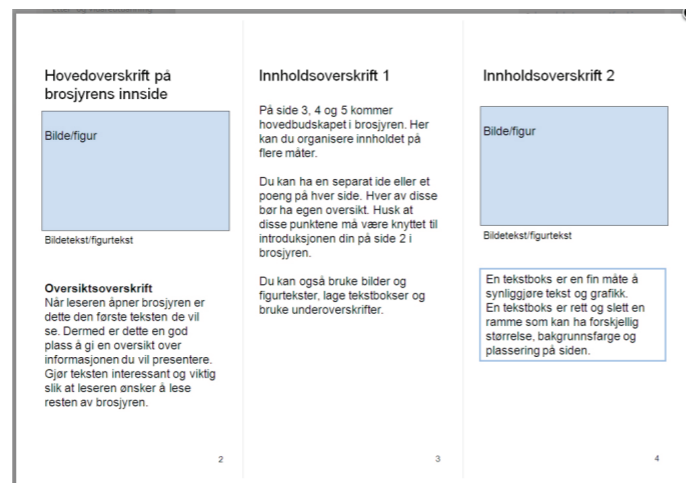 Hovedoverskrift på
brosjyrens innside
Bilde/figur
Bildetekst/figurtekst
Oversiktsoverskrift
Når leseren åpner brosjyren er
dette den første teksten de vil
se. Dermed er dette en god
plass å gi en oversikt over
informasjonen du vil presentere.
Gjør teksten interessant og viktig
slik at leseren ønsker å lese
resten av brosjyren.
2
Innholdsoverskrift 1
På side 3, 4 og 5 kommer
hovedbudskapet i brosjyren. Her
kan du organisere innholdet på
flere måter.
Du kan ha en separat ide eller et
poeng på hver side. Hver av disse
bør ha egen oversikt. Husk at
disse punktene må være knyttet til
introduksjonen din på side 2 i
brosjyren.
Du kan også bruke bilder og
figurtekster, lage tekstbokser og
bruke underoverskrifter.
3
Innholdsoverskrift 2
Bilde/figur
Bildetekst/figurtekst
En tekstboks er en fin måte å
synliggjøre tekst og grafikk.
En tekstboks er rett og slett en
ramme som kan ha forskjellig
størrelse, bakgrunnsfarge og
plassering på siden.
4